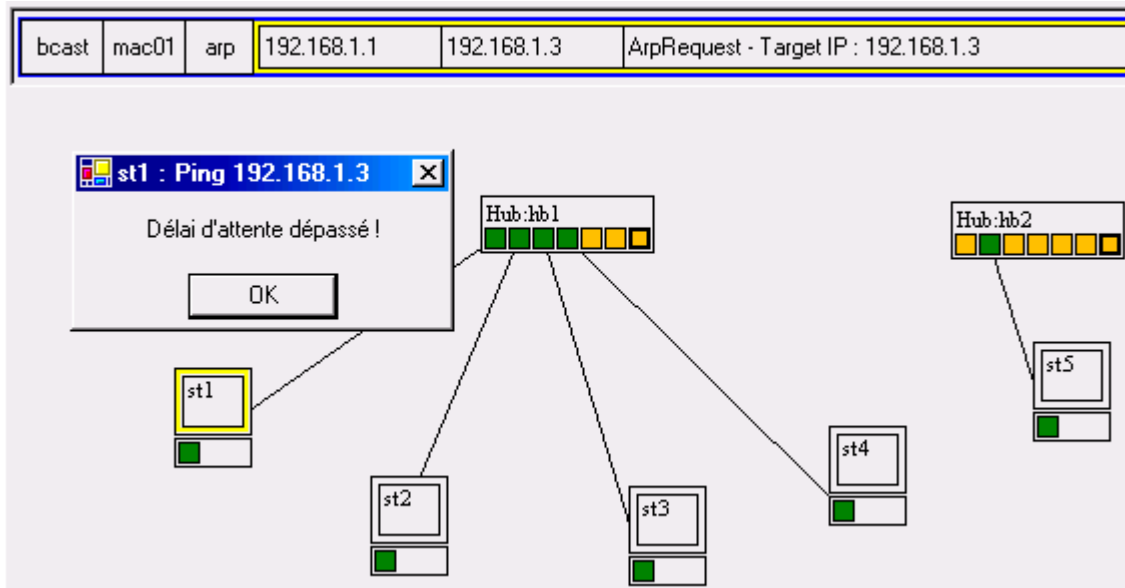 bcast mac01 arp 192.168.1.1 192.168.1.3 ArpRequest - Target IP : 192.168.1.3
st1 : Ping 192.168.1.3
Délai d'attente dépassé !
OK
Hub:hb1
Hub:hb2
st1
st2
st3
st4
st5